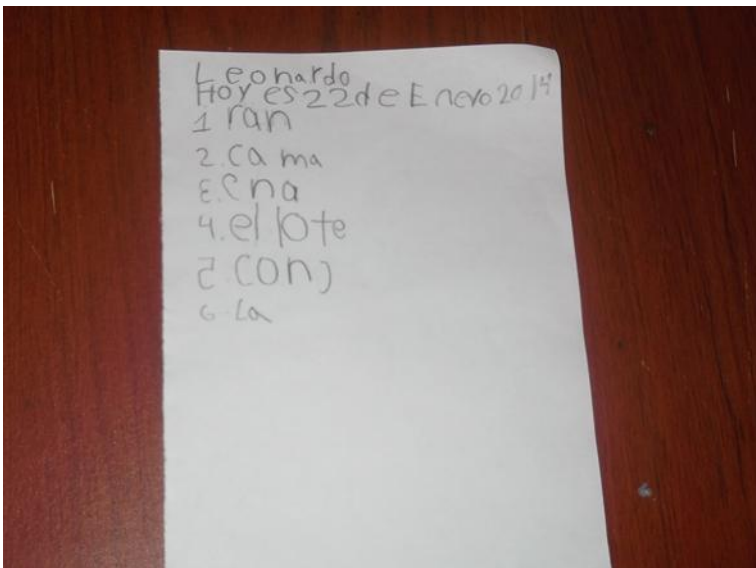 Leonardo
Hoy es 22 de Enero 2014
1 ran
2. ca ma
3. Cna
4. el lote
5. con
6. La